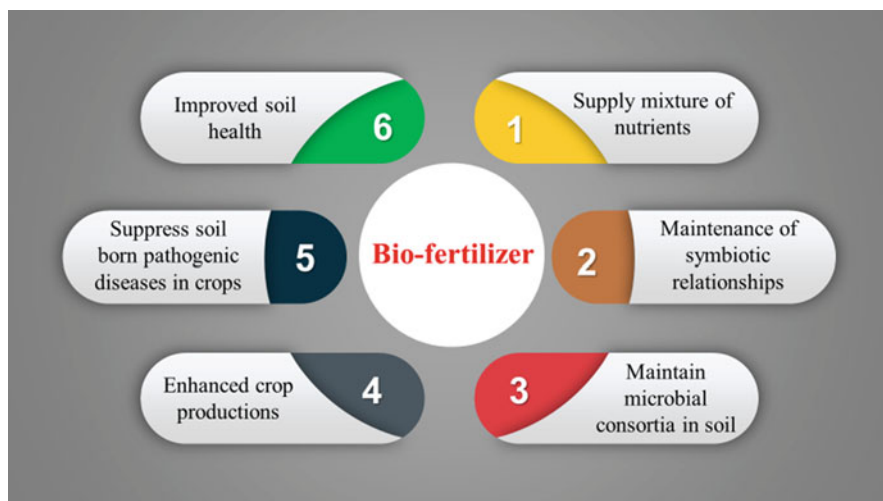 Bio-fertilizer
1
Supply mixture of
nutrients
2
Maintenance of
symbiotic
relationships
3
Maintain
microbial
consortia in soil
4
Enhanced crop
productions
5
Suppress soil
born pathogenic
diseases in crops
6
Improved soil
health